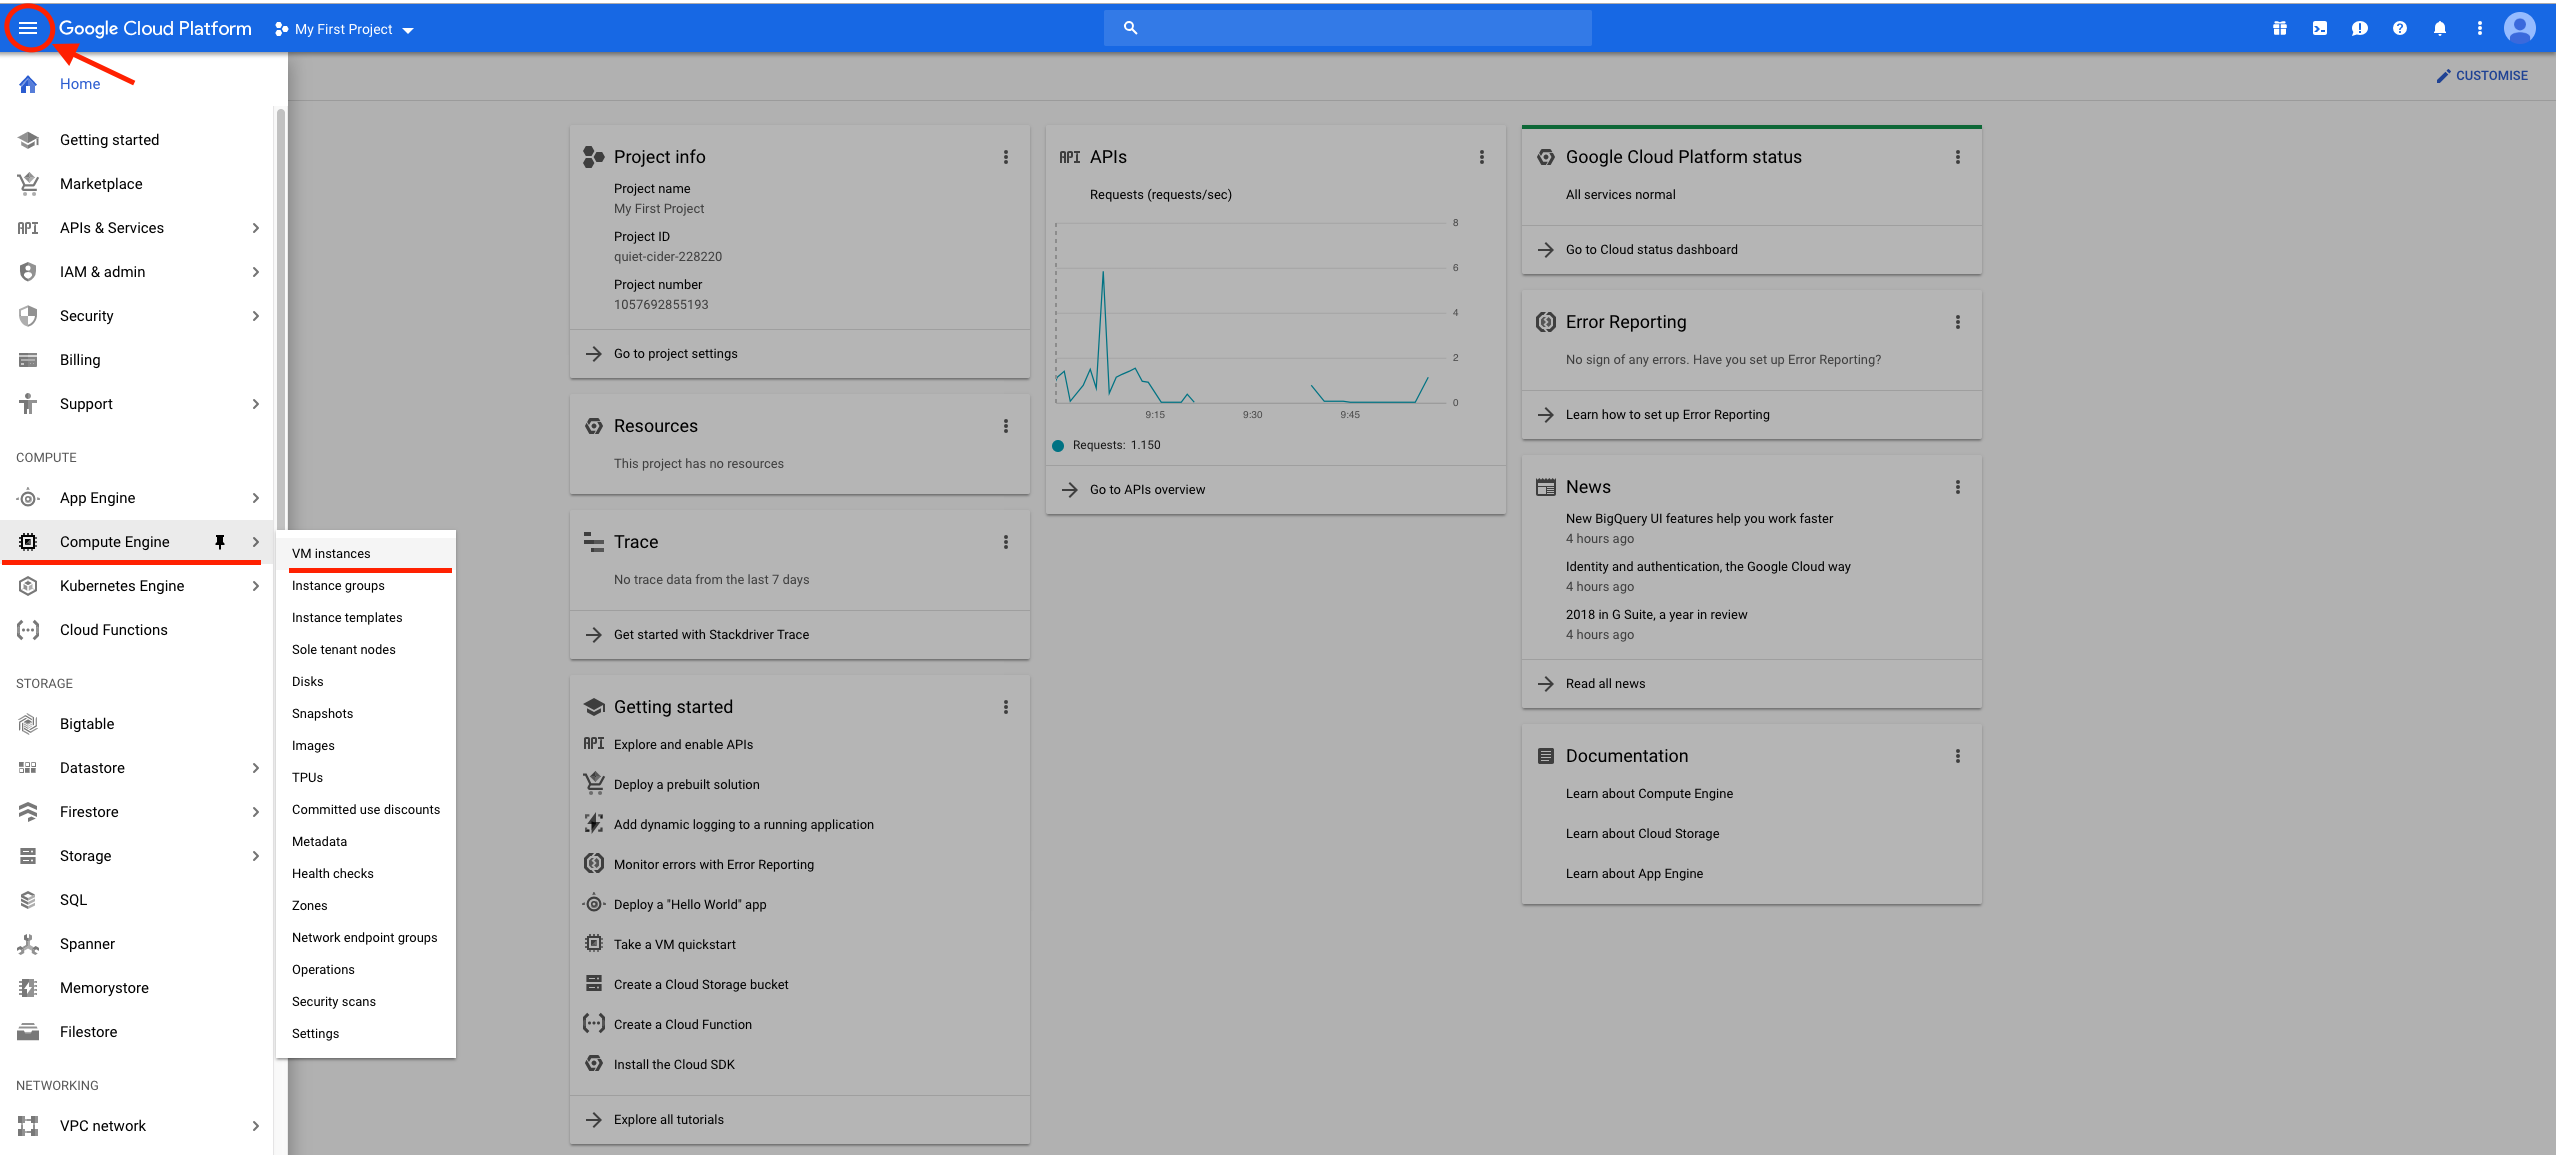 Google Cloud Platform
My First Project
CUSTOMISE
Home
Getting started
Marketplace
API APIs & Services
IAM & admin
Security
Billing
Support
COMPUTE
App Engine
Compute Engine
Kubernetes Engine
Cloud Functions
STORAGE
Bigtable
Datastore
Firestore
Storage
SQL
Spanner
Memorystore
Filestore
NETWORKING
VPC network
VM instances
Instance groups
Instance templates
Sole tenant nodes
Disks
Snapshots
Images
TPUs
Committed use discounts
Metadata
Health checks
Zones
Network endpoint groups
Operations
Security scans
Settings
Project info
Project name
My First Project
Project ID
quiet-cider-228220
Project number
1057692855193
Go to project settings
Resources
This project has no resources
Trace
No trace data from the last 7 days
Get started with Stackdriver Trace
Getting started
API Explore and enable APIs
Deploy a prebuilt solution
Add dynamic logging to a running application
Monitor errors with Error Reporting
Deploy a "Hello World" app
Take a VM quickstart
Create a Cloud Storage bucket
Create a Cloud Function
Install the Cloud SDK
Explore all tutorials
API APIs
Requests (requests/sec)
8
6
4
2
0
9:15 9:30 9:45
Requests: 1.150
Go to APIs overview
Google Cloud Platform status
All services normal
Go to Cloud status dashboard
Error Reporting
No sign of any errors. Have you set up Error Reporting?
Learn how to set up Error Reporting
News
New BigQuery UI features help you work faster
4 hours ago
Identity and authentication, the Google Cloud way
4 hours ago
2018 in G Suite, a year in review
4 hours ago
Read all news
Documentation
Learn about Compute Engine
Learn about Cloud Storage
Learn about App Engine